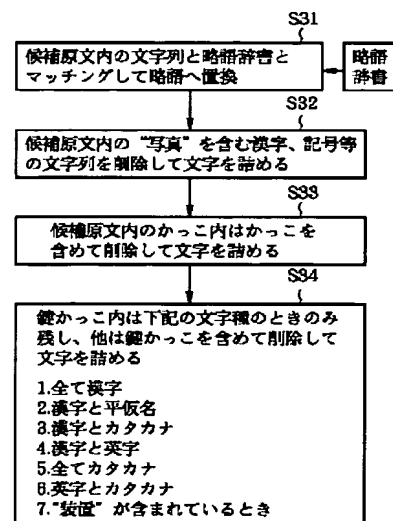 S31
候補原文内の文字列と略語辞書と
マッチングして略語へ置換
略語
辞書
S32
候補原文内の“写真”を含む漢字、記号等
の文字列を削除して文字を詰める
S33
候補原文内のかっこ内はかっこを
含めて削除して文字を詰める
S34
鍵かっこ内は下記の文字種のときのみ
残し、他は鍵かっこを含めて削除して
文字を詰める
1.全て漢字
2.漢字と平仮名
3.漢字とカタカナ
4.漢字と英字
5.全てカタカナ
6.英字とカタカナ
7.“装置”が含まれているとき